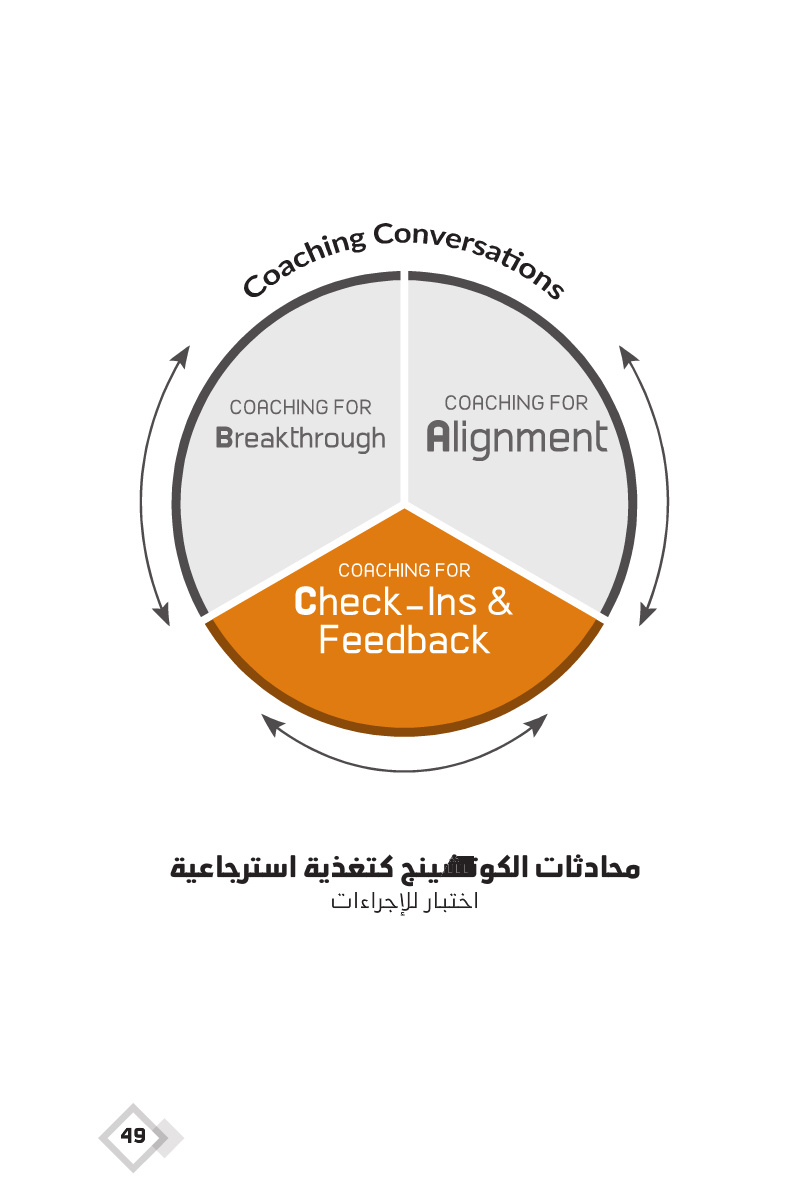 Coaching Conversations
COACHING FOR
Breakthrough
COACHING FOR
Alignment
COACHING FOR
Check-Ins &
Feedback
محادثات الكوتشينج كتغذية استرجاعية
اختبار للإجراءات
49